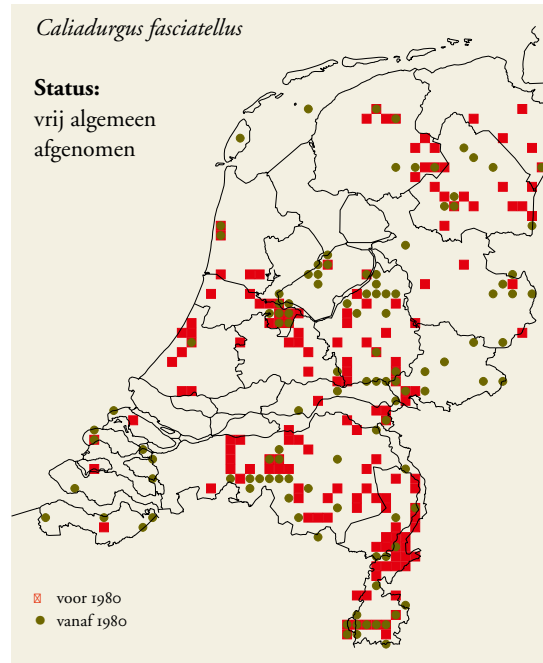 Caliadurgus fasciatellus
Status:
vrij algemeen
afgenomen
voor 1980
vanaf 1980